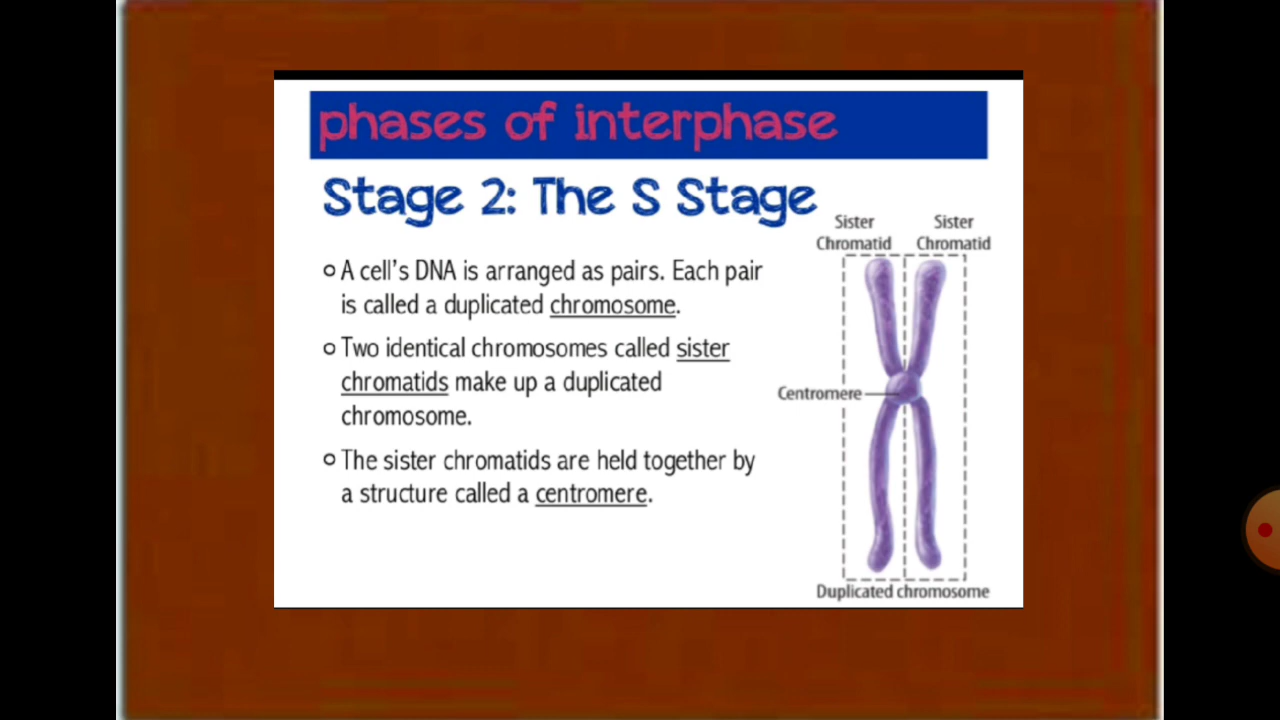 phases of interphase
Stage 2: The S Stage
A cell's DNA is arranged as pairs. Each pair
is called a duplicated chromosome.
Two identical chromosomes called sister
chromatids make up a duplicated
chromosome.
The sister chromatids are held together by
a structure called a centromere.
Sister
Chromatid
Sister
Chromatid
Centromere
Duplicated chromosome